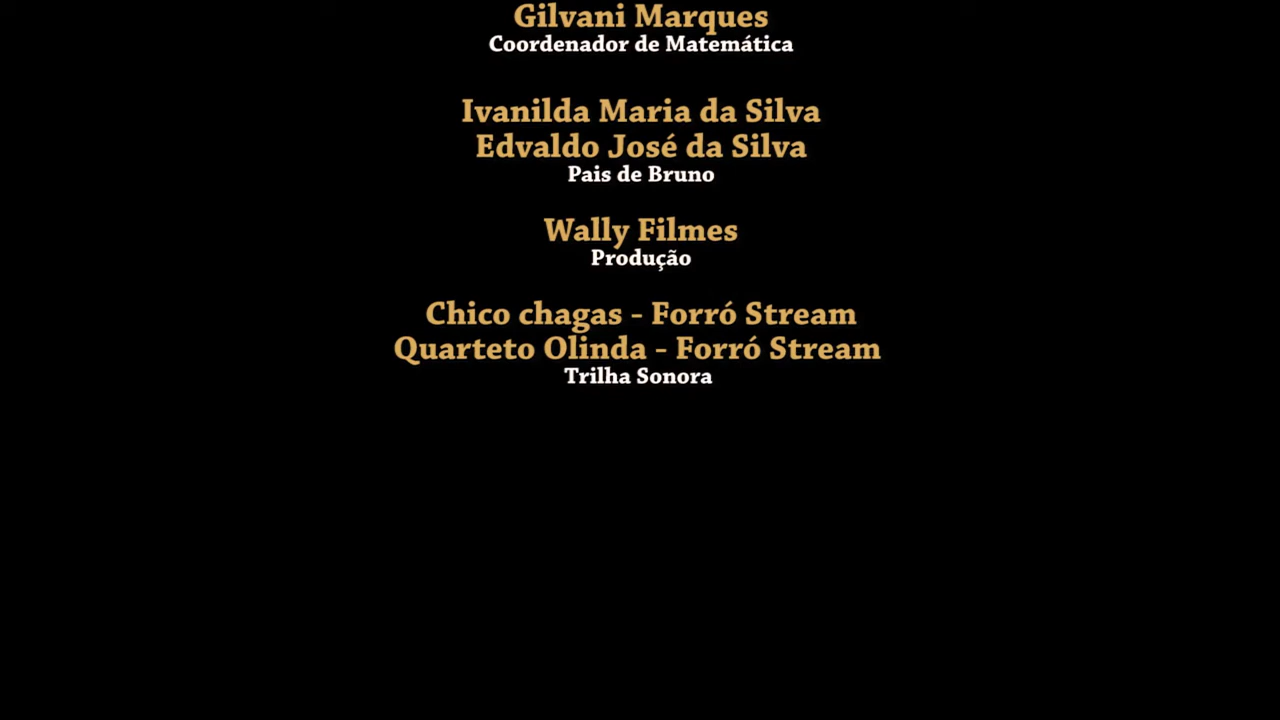 Gilvani Marques
Coordenador de Matemática
Ivanilda Maria da Silva
Edvaldo José da Silva
Pais de Bruno
Wally Filmes
Produção
Chico chagas - Forró Stream
Quarteto Olinda - Forró Stream
Trilha Sonora